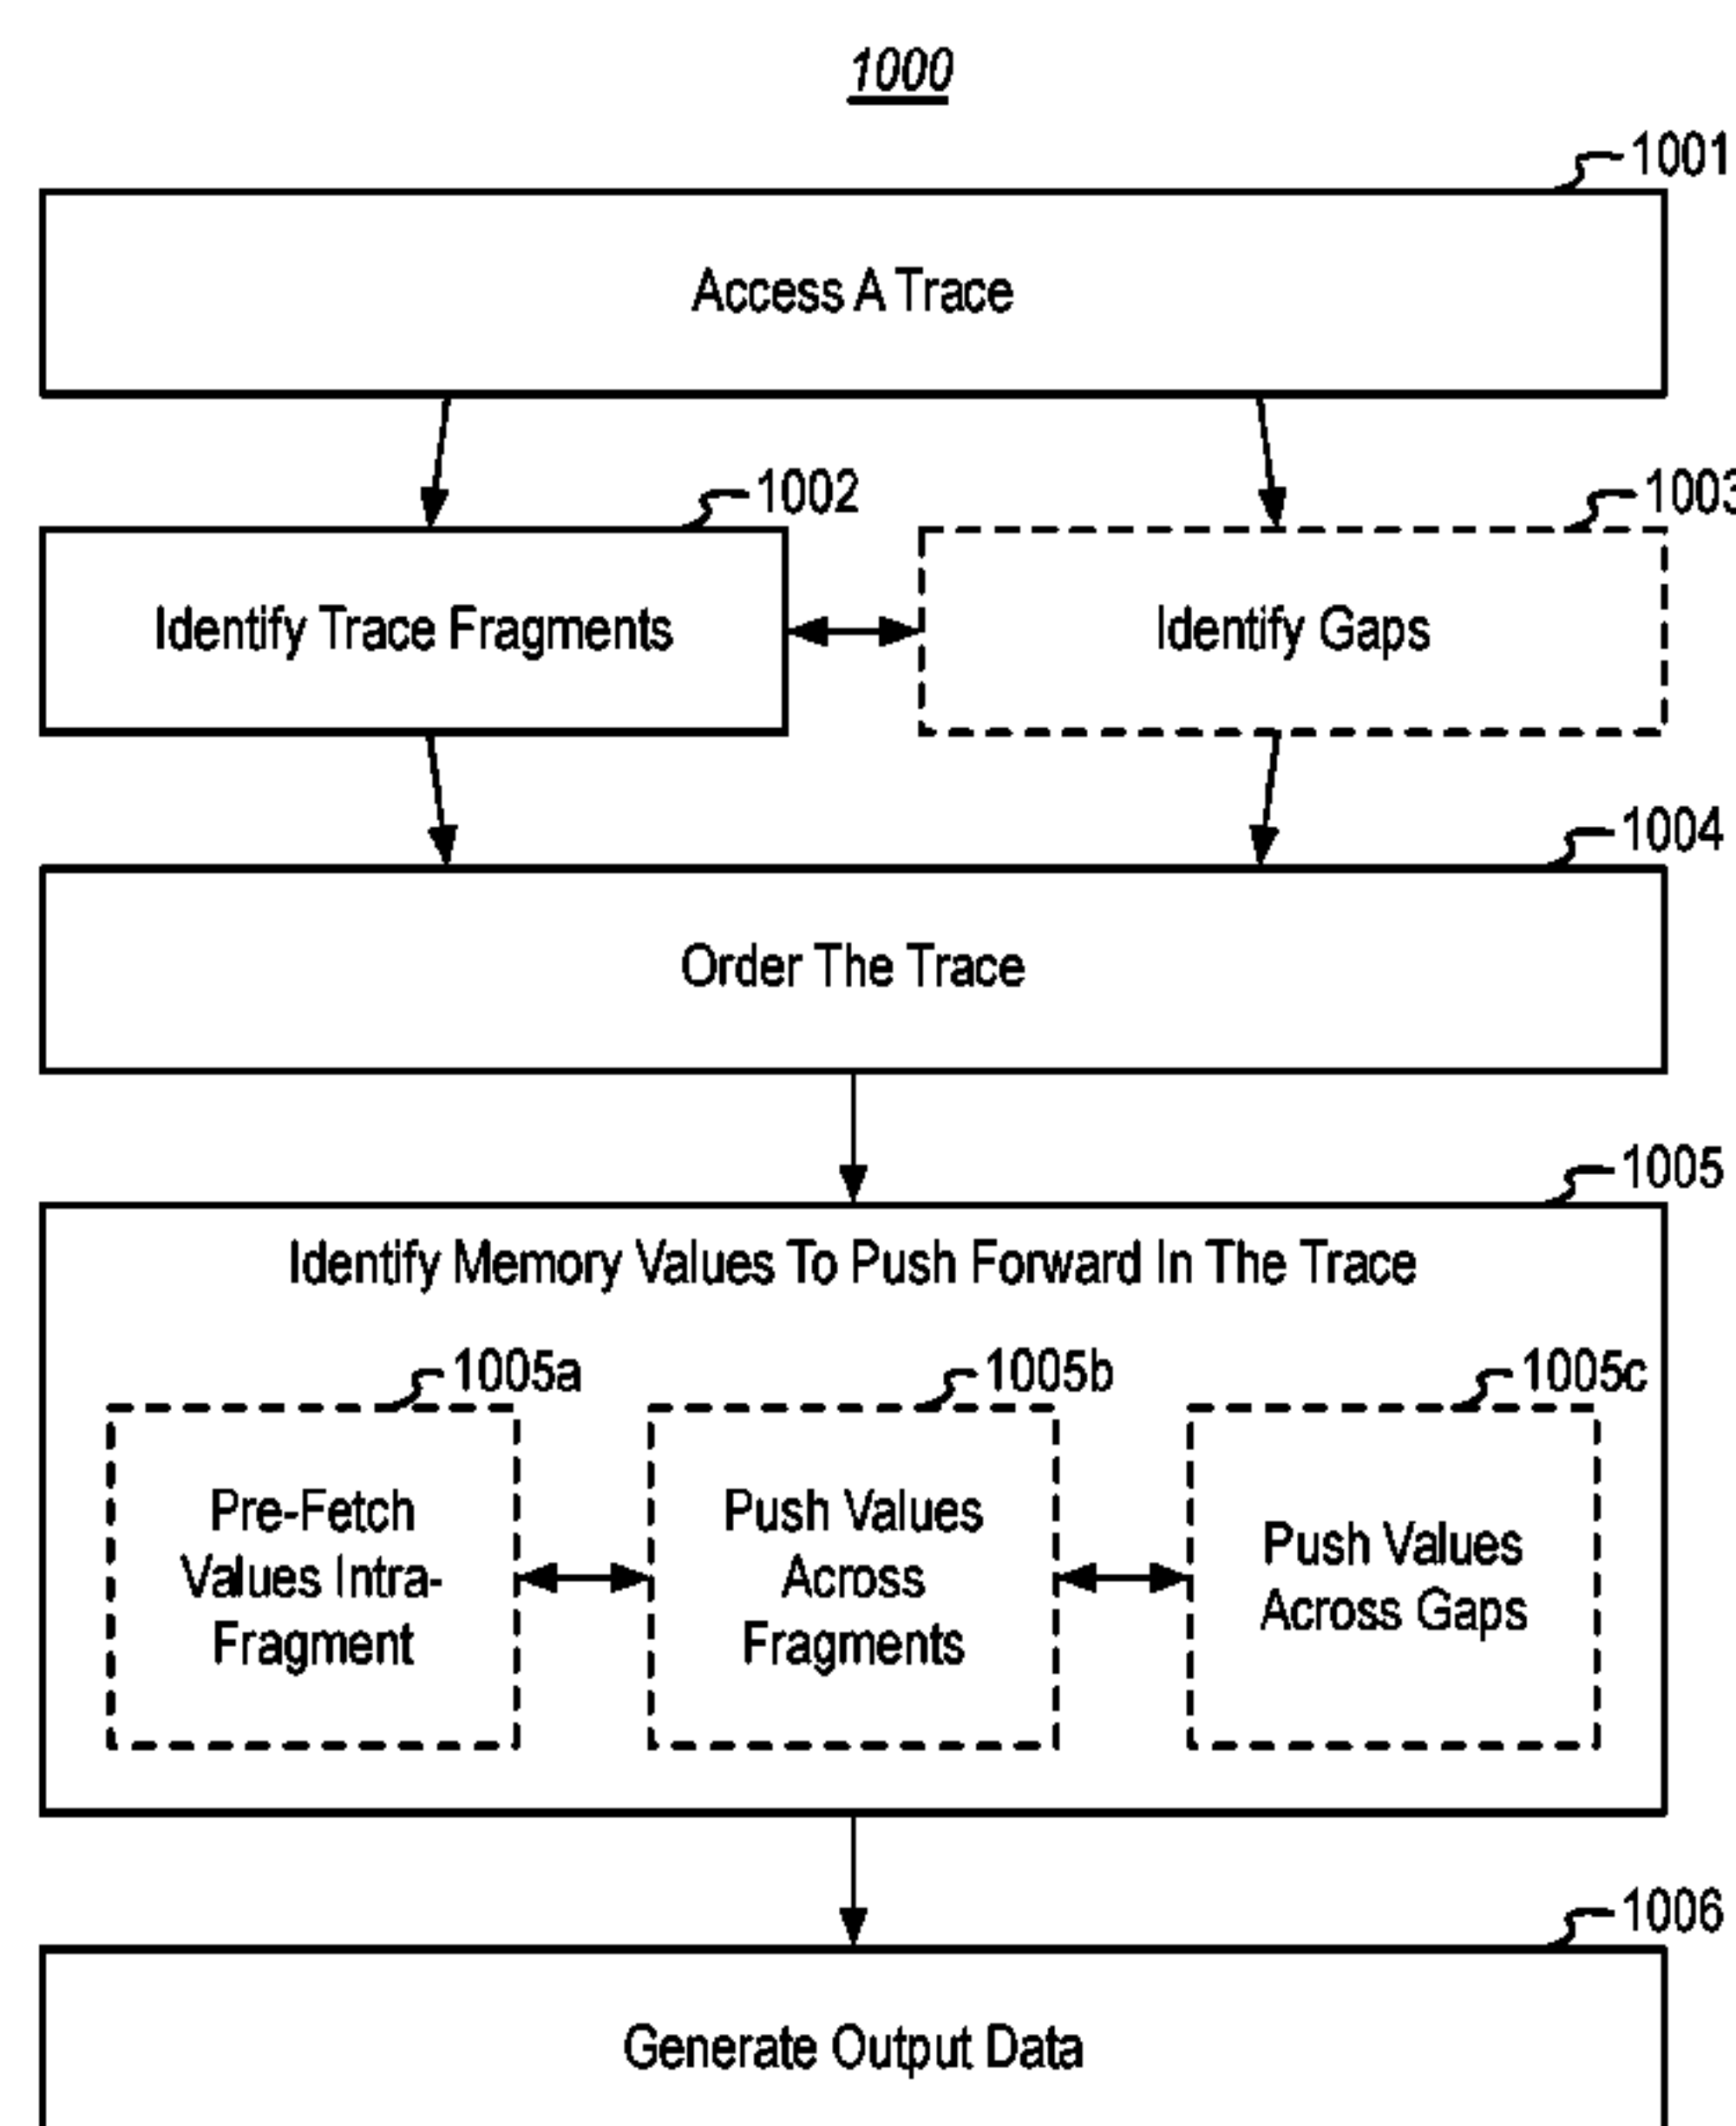 1000
1001
Access A Trace
1002
1003
Identify Trace Fragments
Identify Gaps
1004
Order The Trace
1005
Identify Memory Values To Push Forward In The Trace
1005a
1005b
1005c
Pre-Fetch
Values Intra-
Fragment
Push Values
Across
Fragments
Push Values
Across Gaps
1006
Generate Output Data